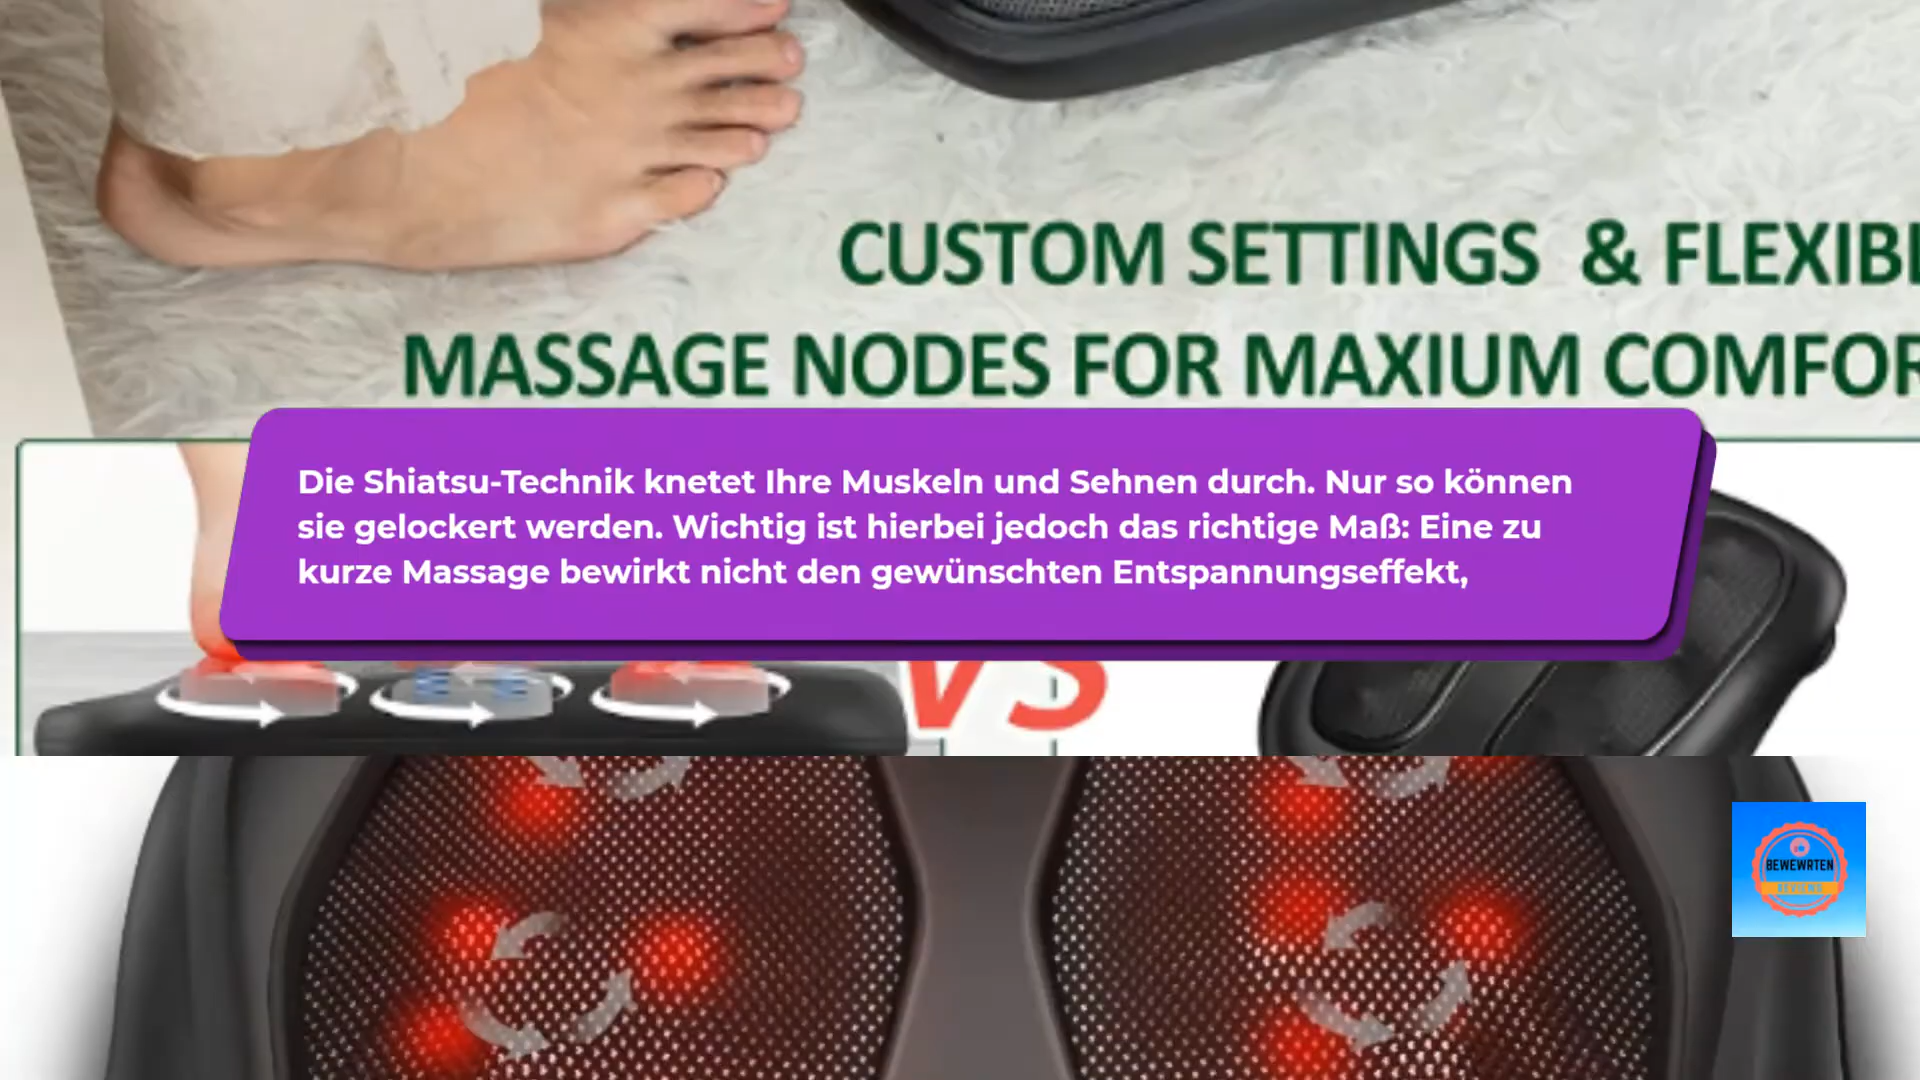 CUSTOM SETTINGS & FLEXIBL
MASSAGE NODES FOR MAXIUM COMFOR
Die Shiatsu-Technik knetet Ihre Muskeln und Sehnen durch. Nur so können
sie gelockert werden. Wichtig ist hierbei jedoch das richtige Maß: Eine zu
kurze Massage bewirkt nicht den gewünschten Entspannungseffekt,
VS
BEWEWRTEN
REVIEWS